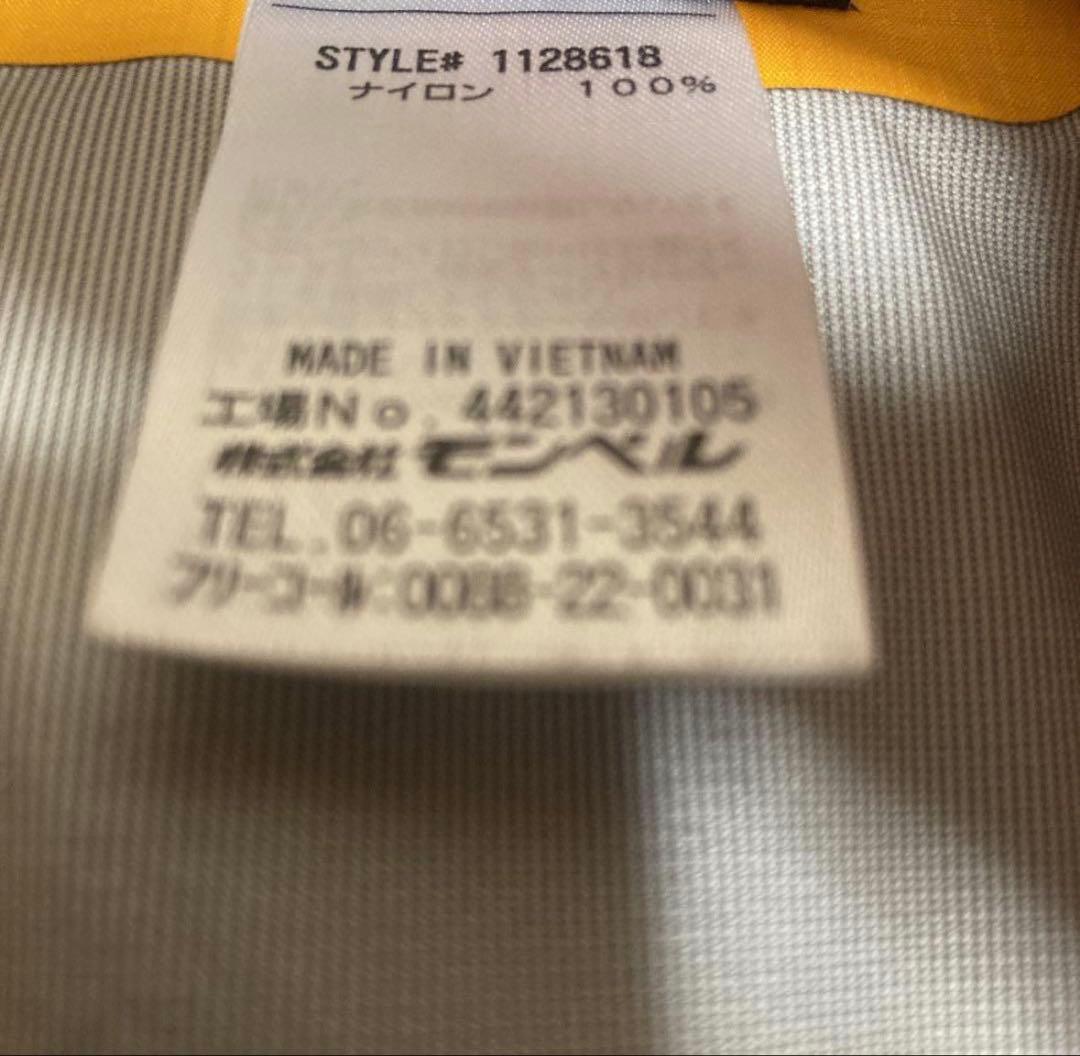 STYLE# 1128618
ナイロン 100%
MADE IN VIETNAM
工場No. 442130105
株式会社 モンベル
TEL.06-6531-3544
フリーコール:0088-22-0031